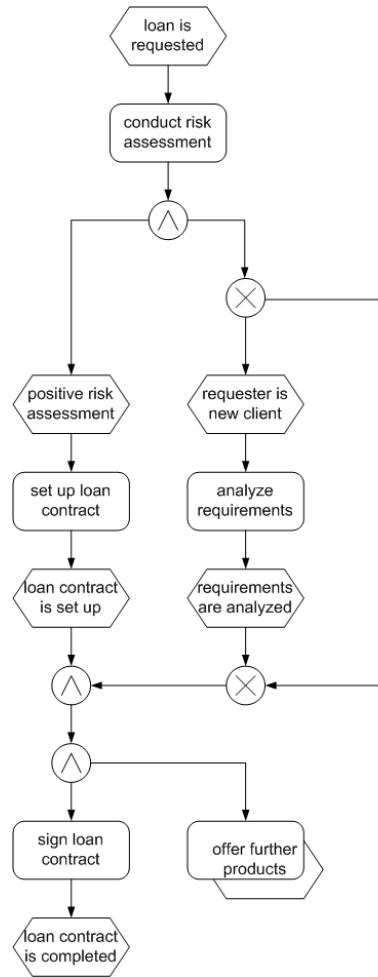 loan is
requested
conduct risk
assessment
positive risk
assessment
requester is
new client
set up loan
contract
analyze
requirements
loan contract
is set up
requirements
are analyzed
sign loan
contract
offer further
products
loan contract
is completed